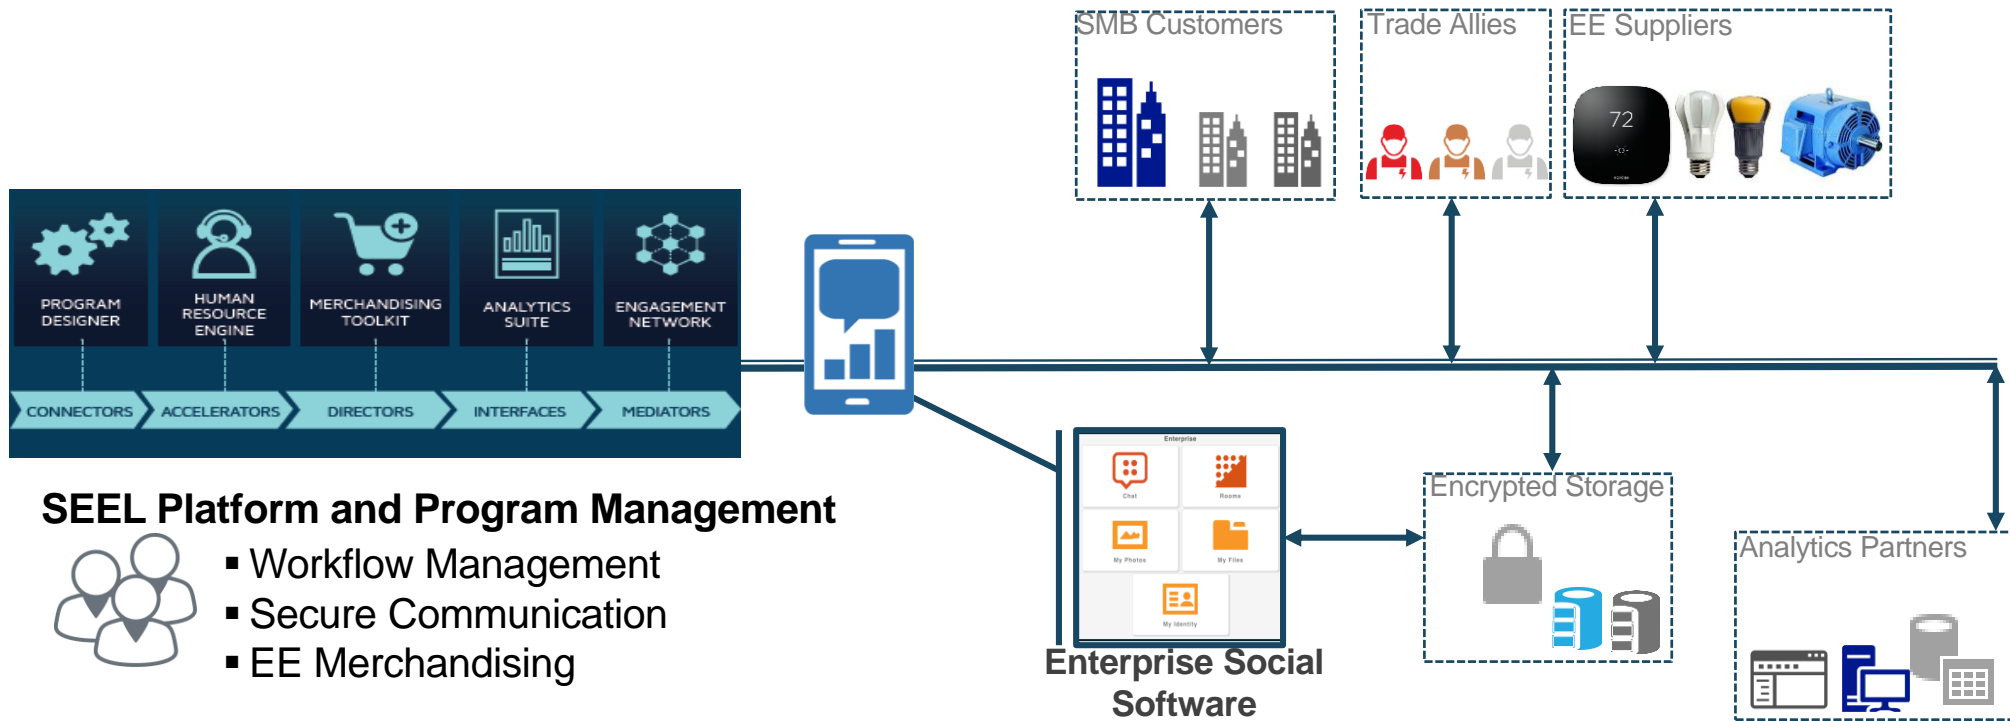 SMB Customers
Trade Allies
EE Suppliers
72
PROGRAM
DESIGNER
HUMAN
RESOURCE
ENGINE
MERCHANDISING
TOOLKIT
ANALYTICS
SUITE
ENGAGEMENT
NETWORK
CONNECTORS
ACCELERATORS
DIRECTORS
INTERFACES
MEDIATORS
SEEL Platform and Program Management
▪ Workflow Management
▪ Secure Communication
▪ EE Merchandising
Enterprise
Chat
Rooms
My Photos
My Files
My Identity
Enterprise Social
Software
Encrypted Storage
Analytics Partners